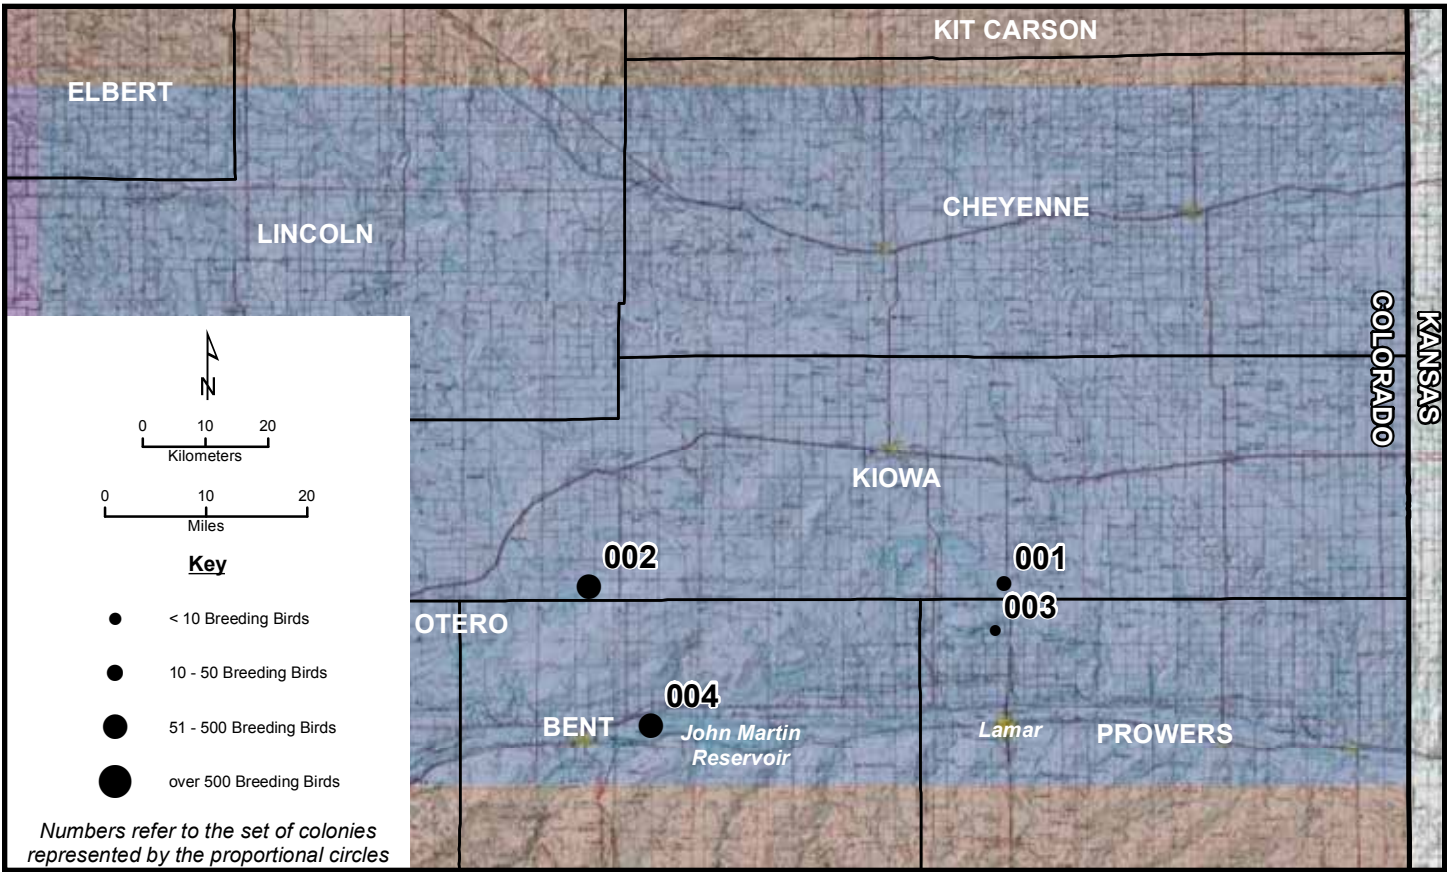 KIT CARSON
ELBERT
CHEYENNE
LINCOLN
COLORADO
KANSAS
N
0 10 20
Kilometers
0 10 20
Miles
KIOWA
Key
002
001
003
OTERO
< 10 Breeding Birds
10 - 50 Breeding Birds
004
51 - 500 Breeding Birds
BENT
John Martin
Reservoir
Lamar
PROWERS
over 500 Breeding Birds
Numbers refer to the set of colonies
represented by the proportional circles